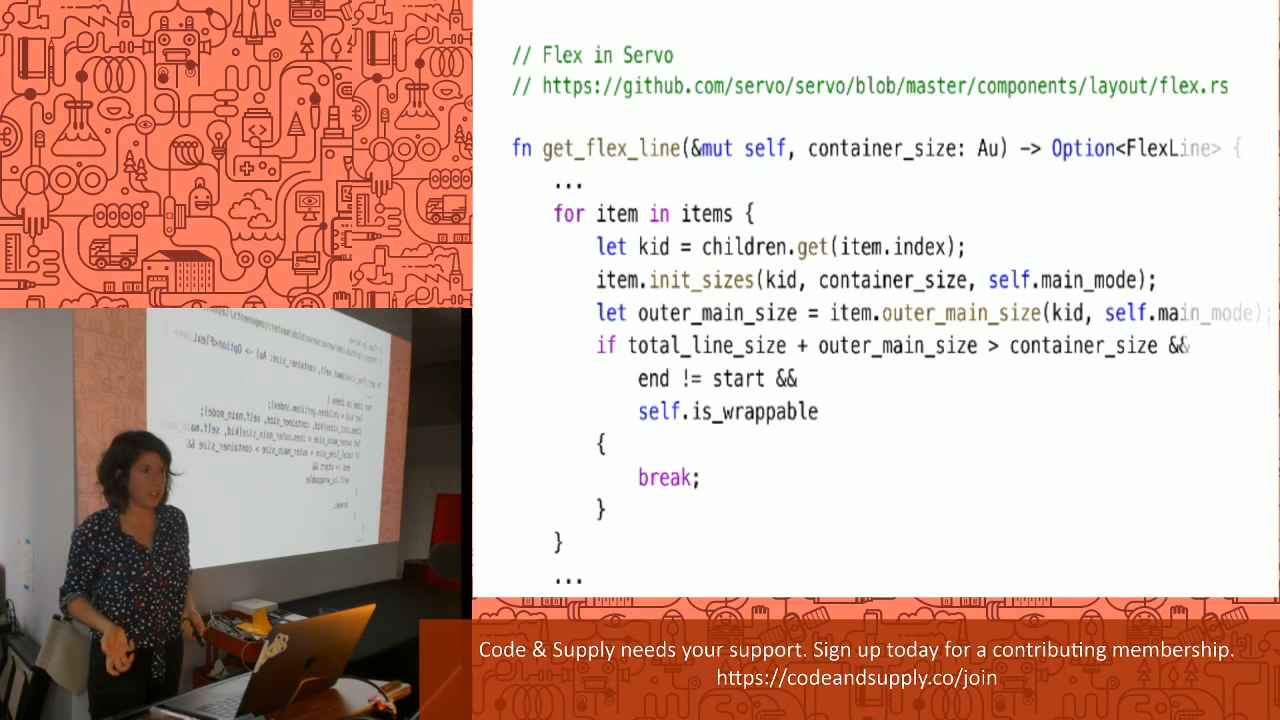 // Flex in Servo
// https://github.com/servo/servo/blob/master/components/layout/flex.rs
fn get_flex_line(&mut self, container_size: Au) -> Option<FlexLine> {
...
for item in items {
let kid = children.get(item.index);
item.init_sizes(kid, container_size, self.main_mode);
let outer_main_size = item.outer_main_size(kid, self.main_mode);
if total_line_size + outer_main_size > container_size &&
end != start &&
self.is_wrappable
{
break;
}
}
...
Code & Supply needs your support. Sign up today for a contributing membership.
https://codeandsupply.co/join